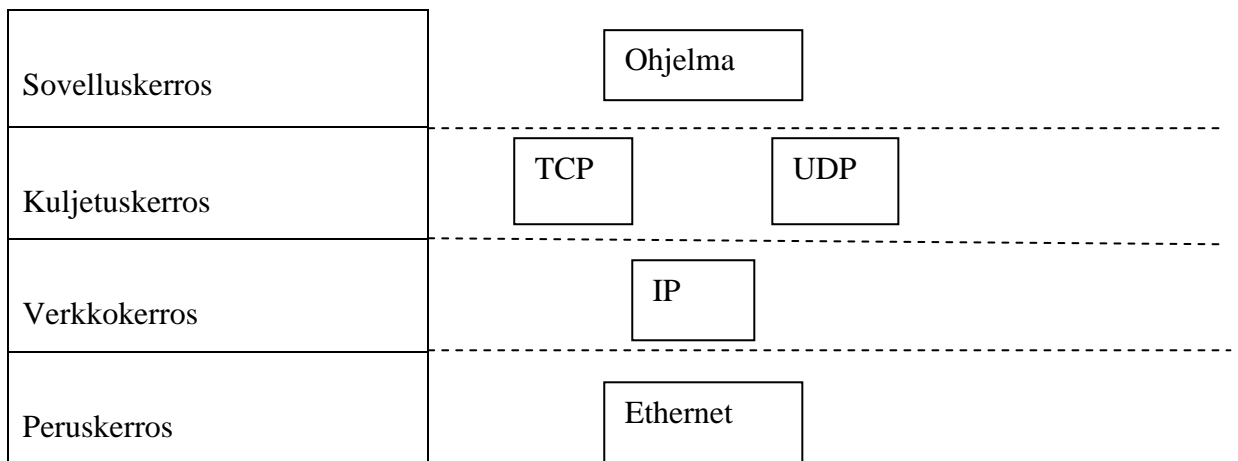 Sovelluskerros
Ohjelma
Kuljetuskerros
TCP
UDP
Verkkokerros
IP
Peruskerros
Ethernet